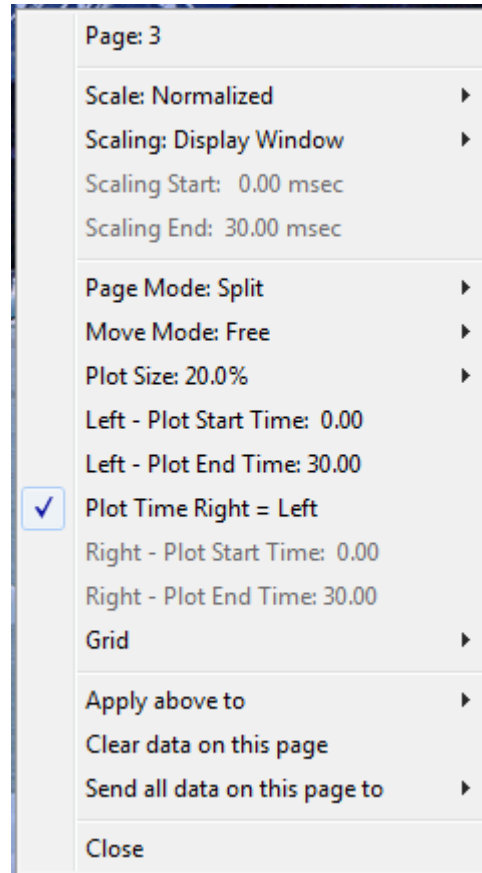 Page: 3
Scale: Normalized
Scaling: Display Window
Scaling Start:   0.00 msec
Scaling End:  30.00 msec
Page Mode: Split
Move Mode: Free
Plot Size: 20.0%
Left - Plot Start Time:  0.00
Left - Plot End Time: 30.00
Plot Time Right = Left
Right - Plot Start Time:  0.00
Right - Plot End Time: 30.00
Grid
Apply above to
Clear data on this page
Send all data on this page to
Close